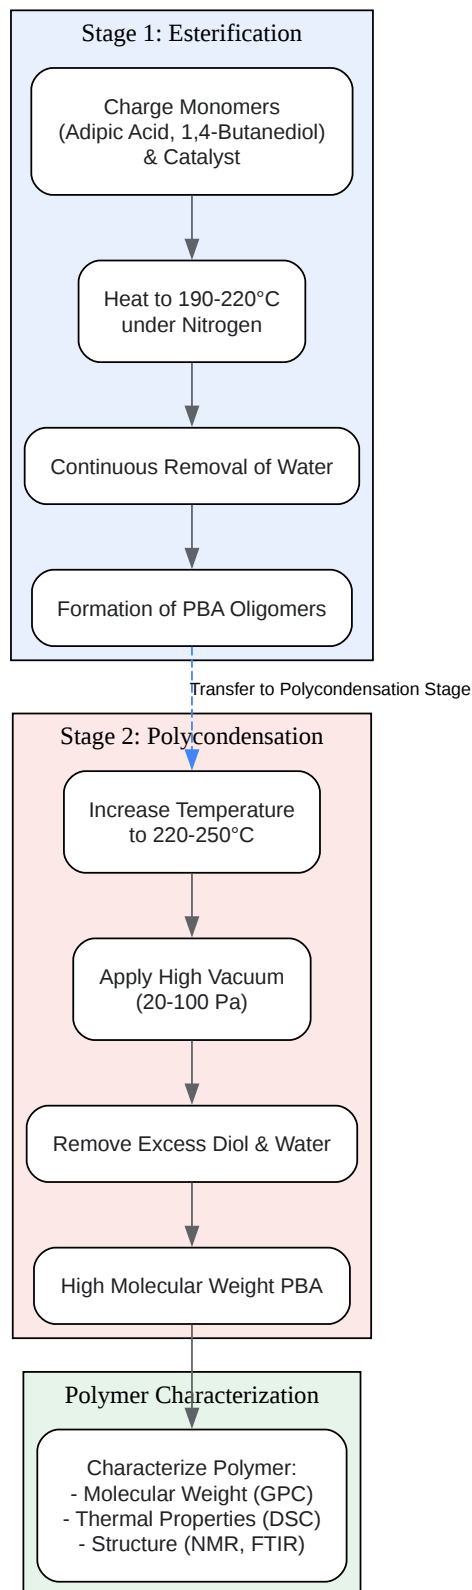 Stage 1: Esterification
Charge Monomers
(Adipic Acid, 1,4-Butanediol)
& Catalyst
Heat to 190-220°C
under Nitrogen
Continuous Removal of Water
Formation of PBA Oligomers
Transfer to Polycondensation Stage
Stage 2: Polycondensation
Increase Temperature
to 220-250°C
Apply High Vacuum
(20-100 Pa)
Remove Excess Diol & Water
High Molecular Weight PBA
Polymer Characterization
Characterize Polymer:
- Molecular Weight (GPC)
- Thermal Properties (DSC)
- Structure (NMR, FTIR)